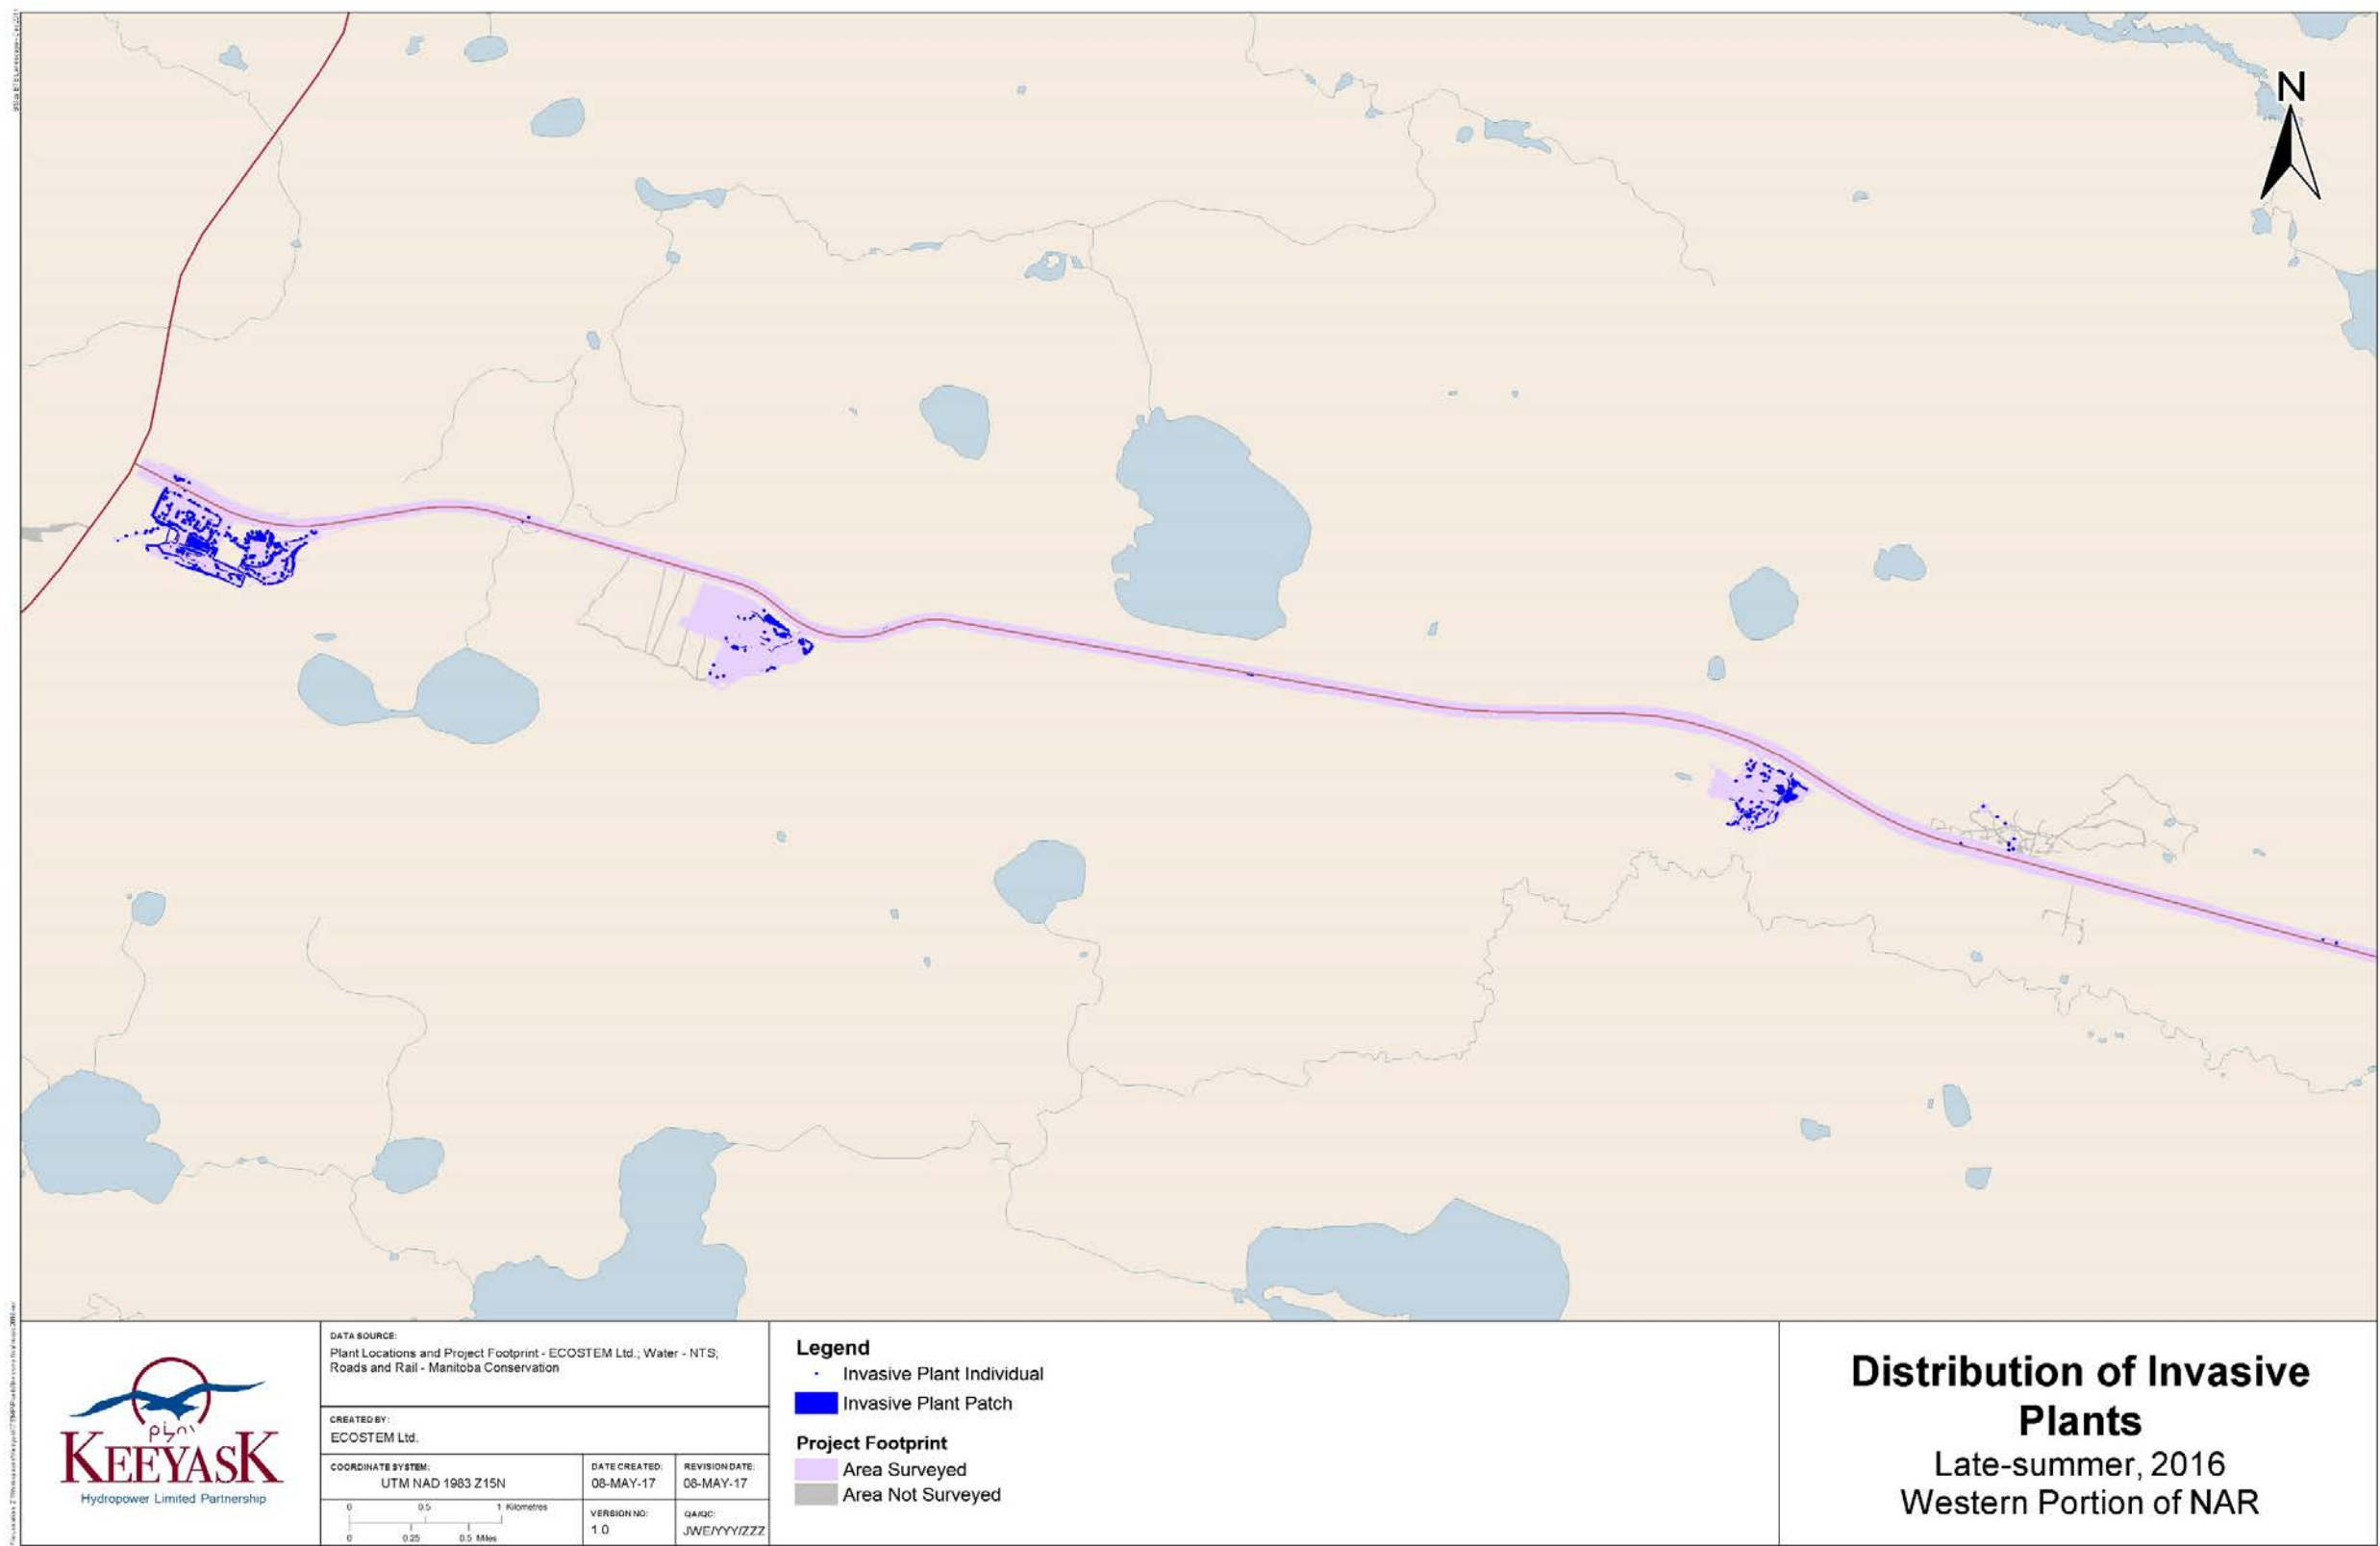 N
ᑭᔭᐢᐠ
KEEYASK
Hydropower Limited Partnership
DATA SOURCE:
Plant Locations and Project Footprint - ECOSTEM Ltd.; Water - NTS;
Roads and Rail - Manitoba Conservation
CREATED BY:
ECOSTEM Ltd.
COORDINATE SYSTEM:
UTM NAD 1983 Z15N
DATE CREATED:
08-MAY-17
REVISION DATE:
08-MAY-17
0 0.5 1 Kilometres
0 0.25 0.5 Miles
VERSION NO:
1.0
QA/QC:
JWE/YYY/ZZZ
Legend
Invasive Plant Individual
Invasive Plant Patch
Project Footprint
Area Surveyed
Area Not Surveyed
Distribution of Invasive
Plants
Late-summer, 2016
Western Portion of NAR